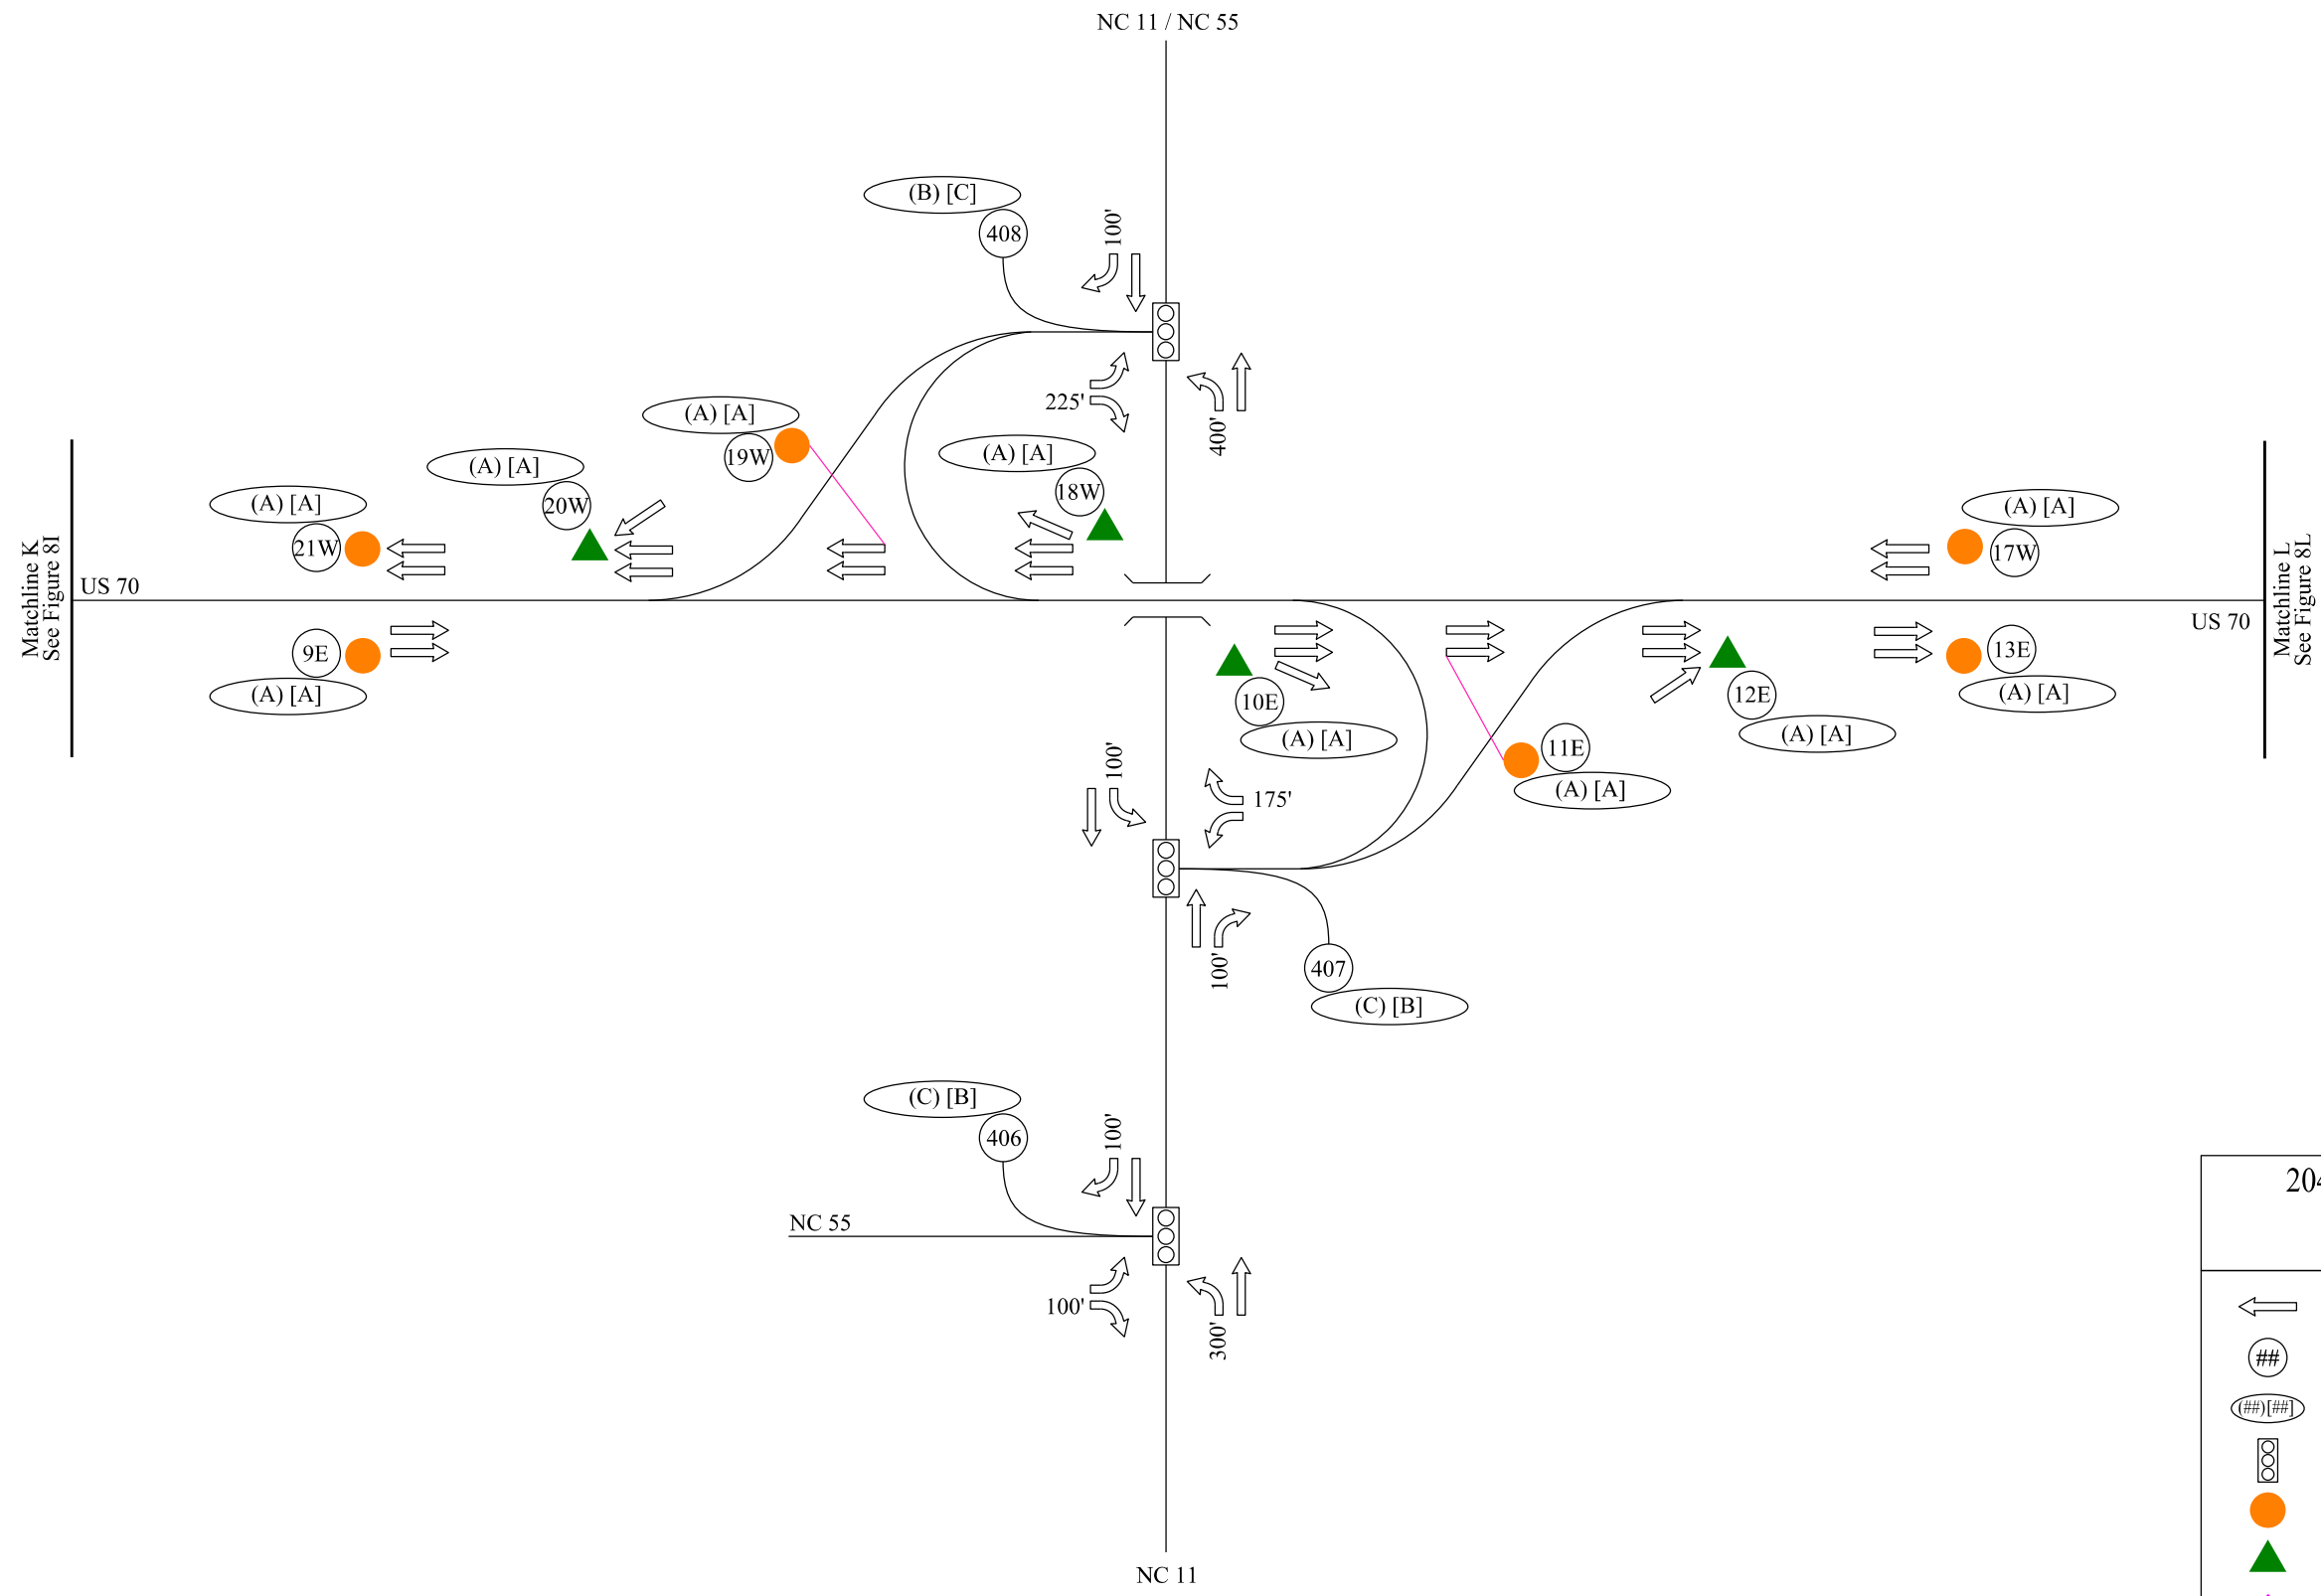 NC 11 / NC 55
(B) [C]
408
100'
225'
400'
(A) [A]
19W
(A) [A]
18W
(A) [A]
20W
(A) [A]
21W
(A) [A]
17W
Matchline K
See Figure 8I
US 70
US 70
Matchline L
See Figure 8L
9E
(A) [A]
10E
(A) [A]
11E
(A) [A]
12E
(A) [A]
13E
(A) [A]
100'
175'
100'
407
(C) [B]
(C) [B]
406
100'
NC 55
100'
300'
NC 11
204
##
(##)[##]